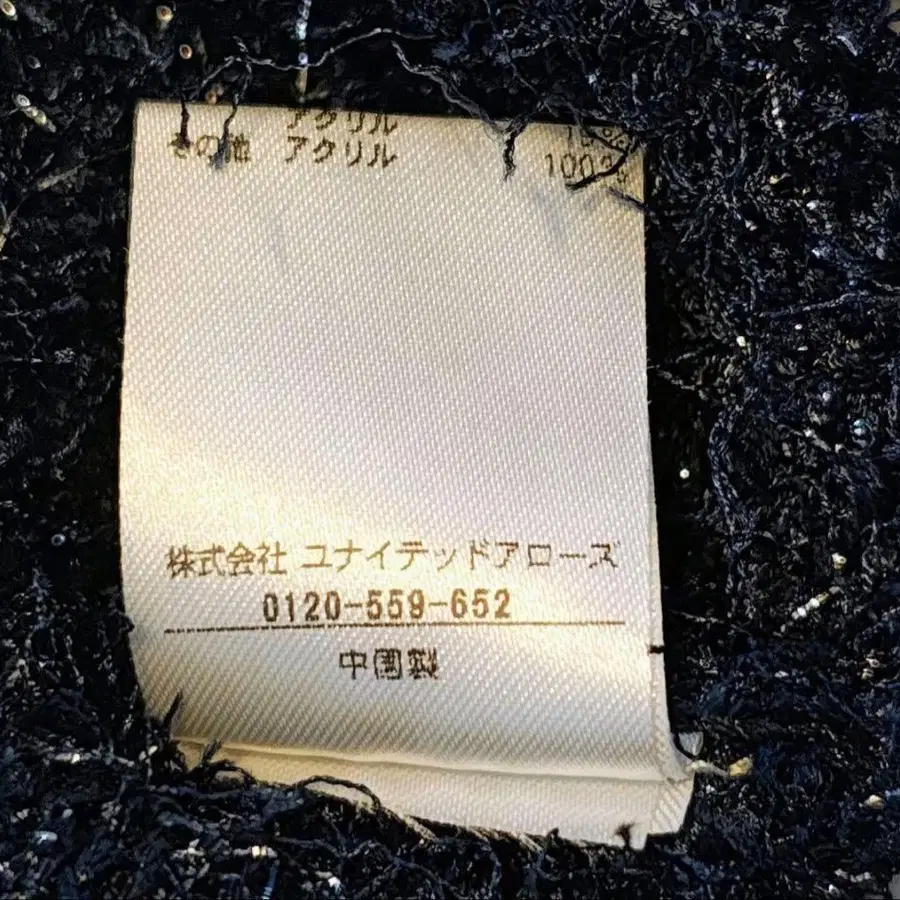 アクリル
その他 アクリル 100%
株式会社 ユナイテッドアローズ
0120-559-652
中国製